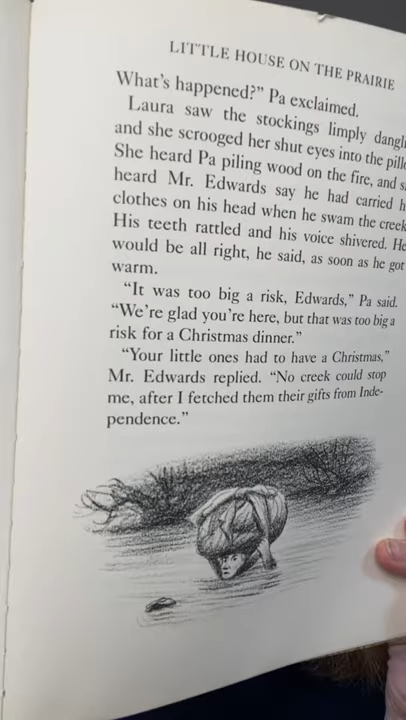 LITTLE HOUSE ON THE PRAIRIE
What's happened?" Pa exclaimed.
Laura saw the stockings limply
and she scrooged her shut eyes into the
She heard Pa piling wood on the fire, and
heard Mr. Edwards say he had carried
clothes on his head when he swam the creek
His teeth rattled and his voice shivered. He
would be all right, he said, as soon as he got
warm.
"It was too big a risk, Edwards," Pa said.
"We're glad you're here, but that was too big a
risk for a Christmas dinner."
"Your little ones had to have a Christmas,"
Mr. Edwards replied. "No creek could stop
me, after I fetched them their gifts from Inde-
pendence."